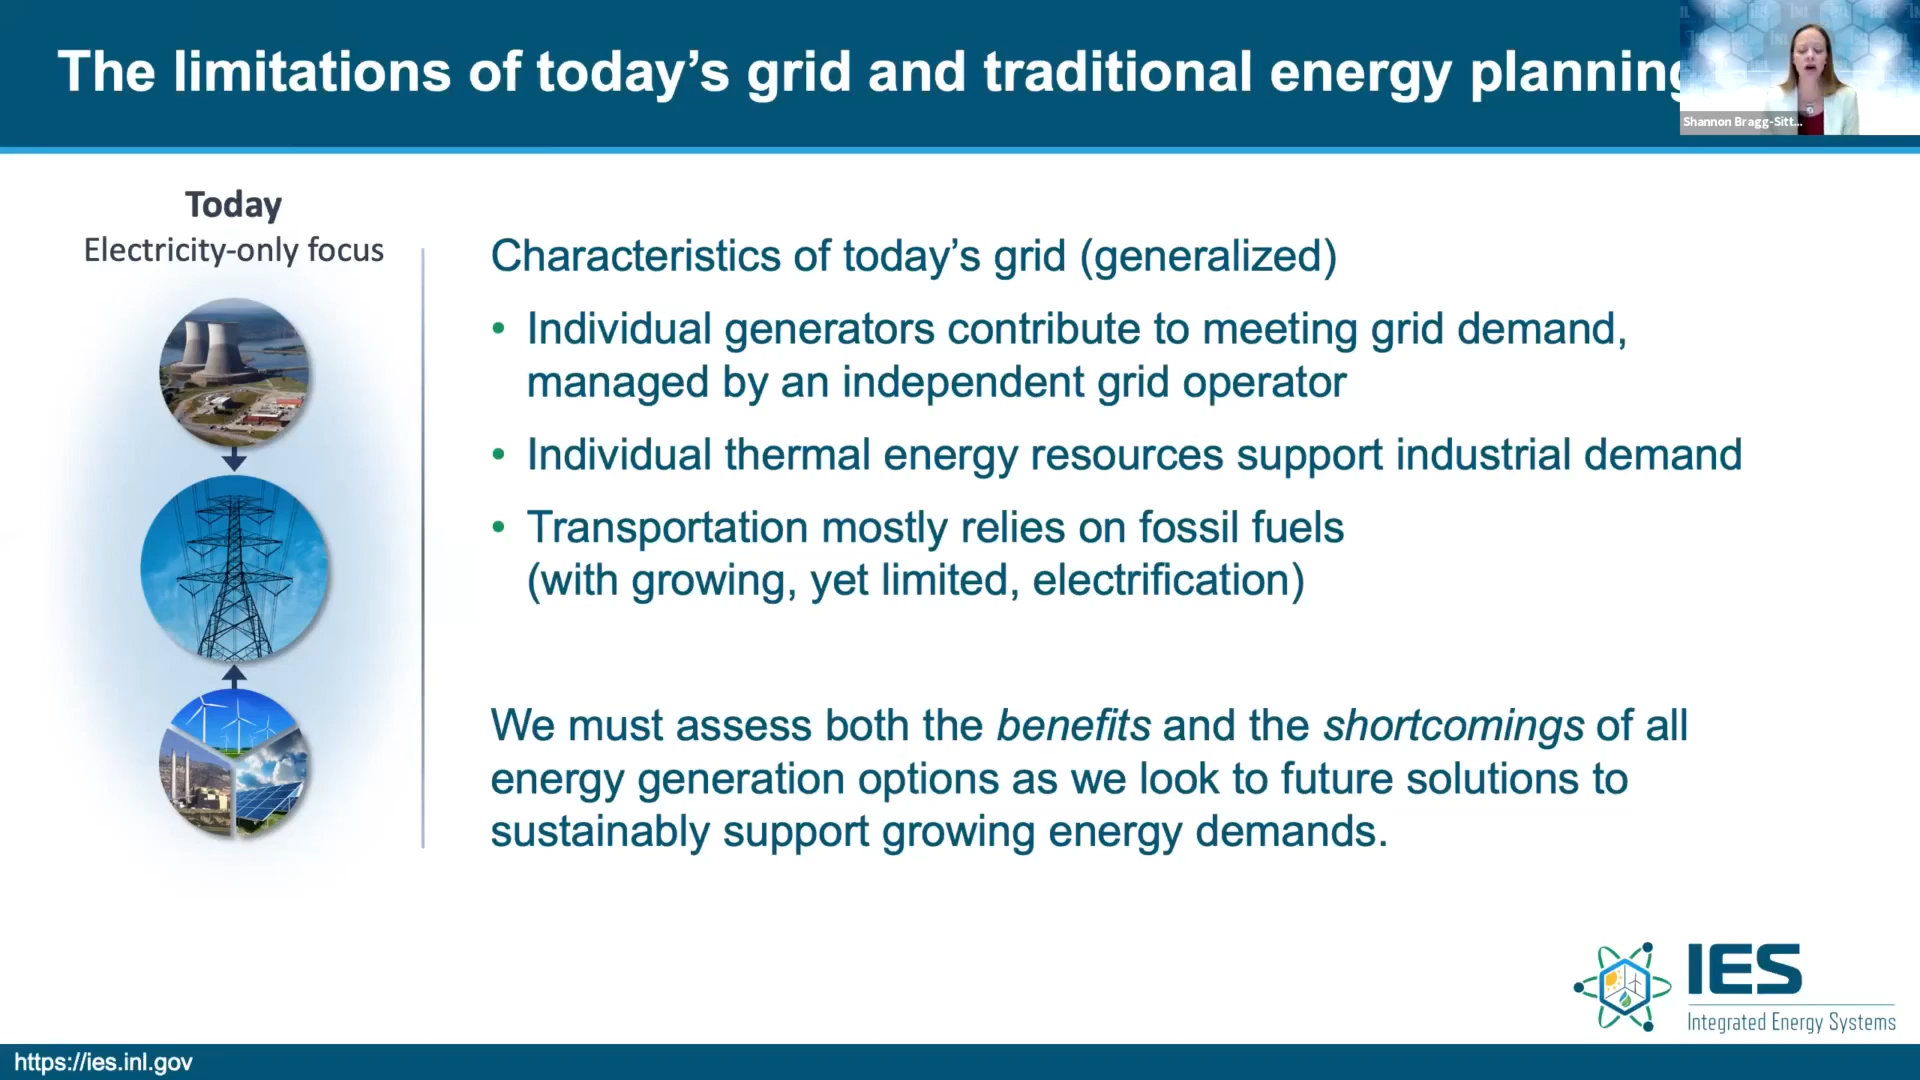 The limitations of today's grid and traditional energy planning
Shannon Bragg-Sitt...
Today
Electricity-only focus
Characteristics of today's grid (generalized)
• Individual generators contribute to meeting grid demand,
managed by an independent grid operator
• Individual thermal energy resources support industrial demand
• Transportation mostly relies on fossil fuels
(with growing, yet limited, electrification)
We must assess both the benefits and the shortcomings of all
energy generation options as we look to future solutions to
sustainably support growing energy demands.
IES
Integrated Energy Systems
https://ies.inl.gov